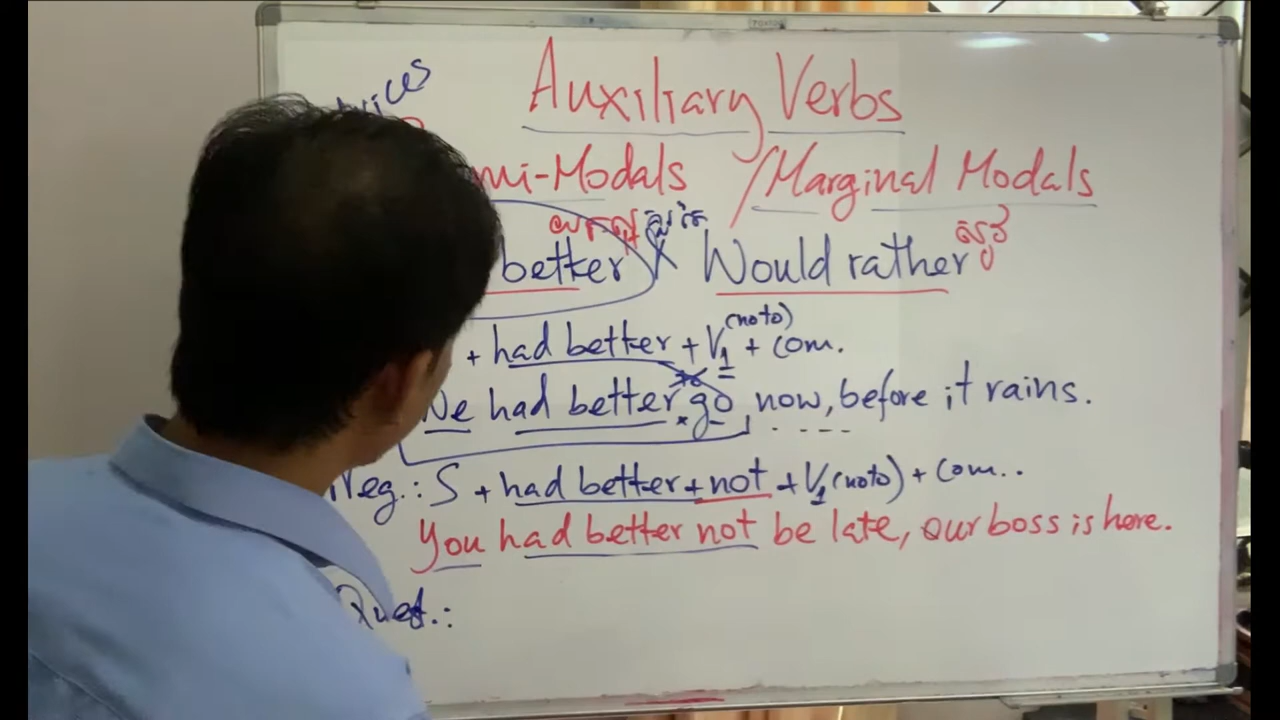 Auxiliary Verbs
mi-Modals / Marginal Modals
better Would rather
+ had better + V1 (no to) + com.
We had better go now, before it rains.
Neg.: S + had better + not + V1 (no to) + com..
You had better not be late, our boss is here.
Quest.: